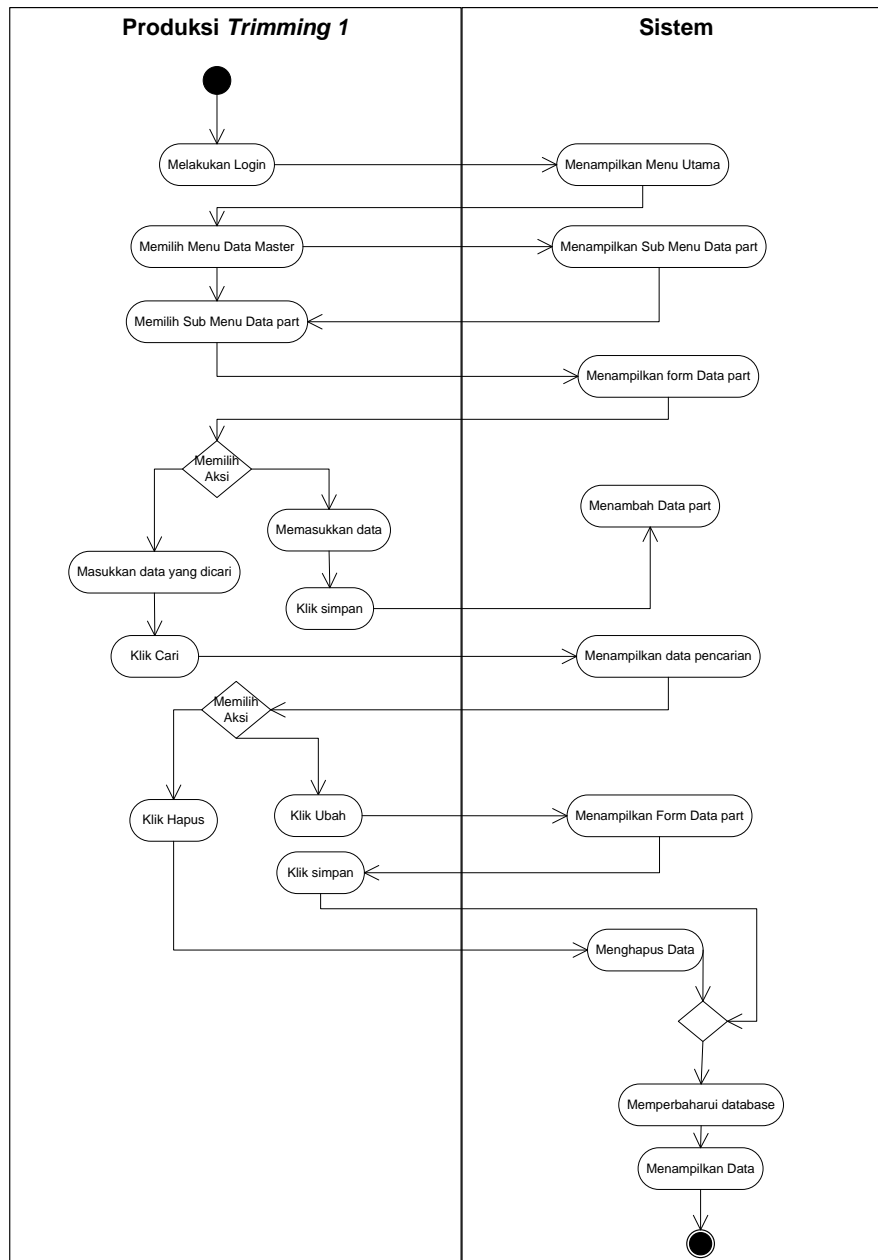 Produksi Trimming 1
Sistem
Melakukan Login
Menampilkan Menu Utama
Memilih Menu Data Master
Menampilkan Sub Menu Data part
Memilih Sub Menu Data part
Menampilkan form Data part
Memilih
Aksi
Menambah Data part
Memasukkan data
Masukkan data yang dicari
Klik simpan
Klik Cari
Menampilkan data pencarian
Memilih
Aksi
Klik Hapus
Klik Ubah
Menampilkan Form Data part
Klik simpan
Menghapus Data
Memperbaharui database
Menampilkan Data